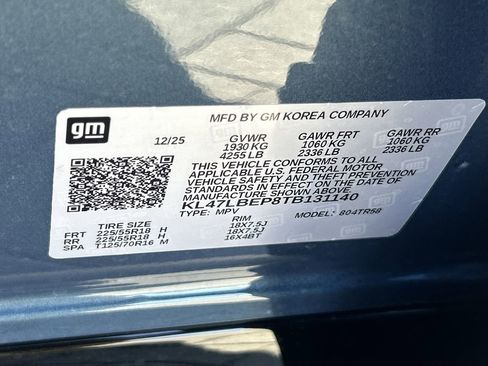 MFD BY GM KOREA COMPANY
gm
12/25 GVWR GAWR FRT GAWR RR
1930 KG 1060 KG 1060 KG
4255 LB 2336 LB 2336 LB
THIS VEHICLE CONFORMS TO ALL
APPLICABLE U.S. FEDERAL MOTOR
VEHICLE SAFETY AND THEFT PREVENTION
STANDARDS IN EFFECT ON THE DATE OF
MANUFACTURE SHOWN ABOVE.
KL47LBEP8TB131140
TYPE: MPV MODEL: 804TR58
TIRE SIZE RIM
FRT 225/55R18 H 18X7.5J
RR 225/55R18 H 18X7.5J
SPA T125/70R16 M 16X4BT